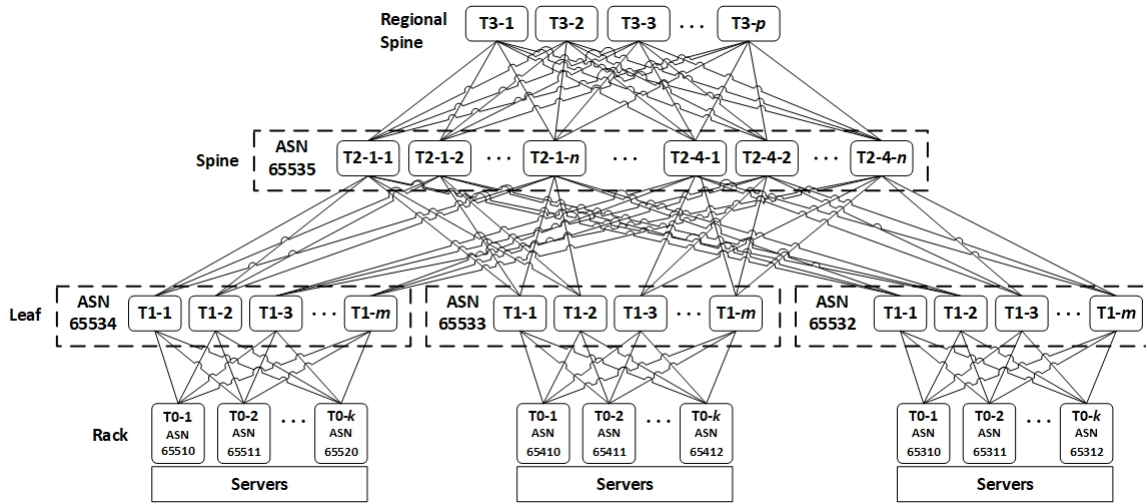 Regional
Spine
T3-1 T3-2 T3-3 ... T3-p
Spine
ASN
65535
T2-1-1 T2-1-2 ... T2-1-n ... T2-4-1 T2-4-2 ... T2-4-n
Leaf
ASN
65534
T1-1 T1-2 T1-3 ... T1-m
ASN
65533
T1-1 T1-2 T1-3 ... T1-m
ASN
65532
T1-1 T1-2 T1-3 ... T1-m
Rack
T0-1
ASN
65510
T0-2
ASN
65511
...
T0-k
ASN
65520
Servers
T0-1
ASN
65410
T0-2
ASN
65411
...
T0-k
ASN
65412
Servers
T0-1
ASN
65310
T0-2
ASN
65311
...
T0-k
ASN
65312
Servers